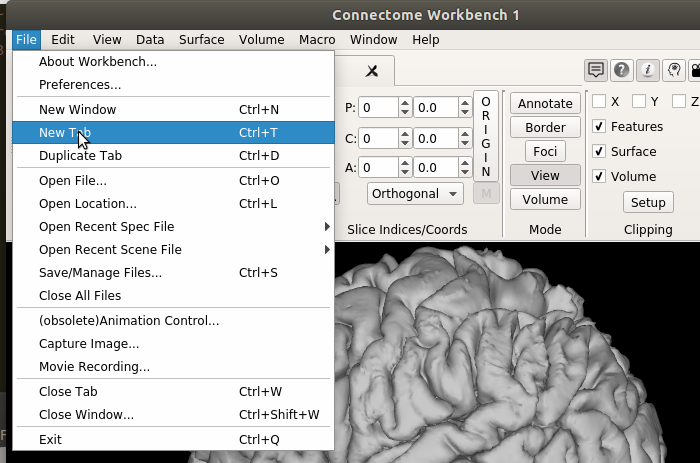 Connectome Workbench 1
File Edit View Data Surface Volume Macro Window Help
About Workbench...
Preferences...
New Window Ctrl+N
New Tab Ctrl+T
Duplicate Tab Ctrl+D
Open File... Ctrl+O
Open Location... Ctrl+L
Open Recent Spec File
Open Recent Scene File
Save/Manage Files... Ctrl+S
Close All Files
(obsolete)Animation Control...
Capture Image...
Movie Recording...
Close Tab Ctrl+W
Close Window... Ctrl+Shift+W
Exit Ctrl+Q
P: 0 0.0
C: 0 0.0
A: 0 0.0
Orthogonal
ORIGIN
M
Slice Indices/Coords
Annotate
Border
Foci
View
Volume
Mode
X Y Z
Features
Surface
Volume
Setup
Clipping